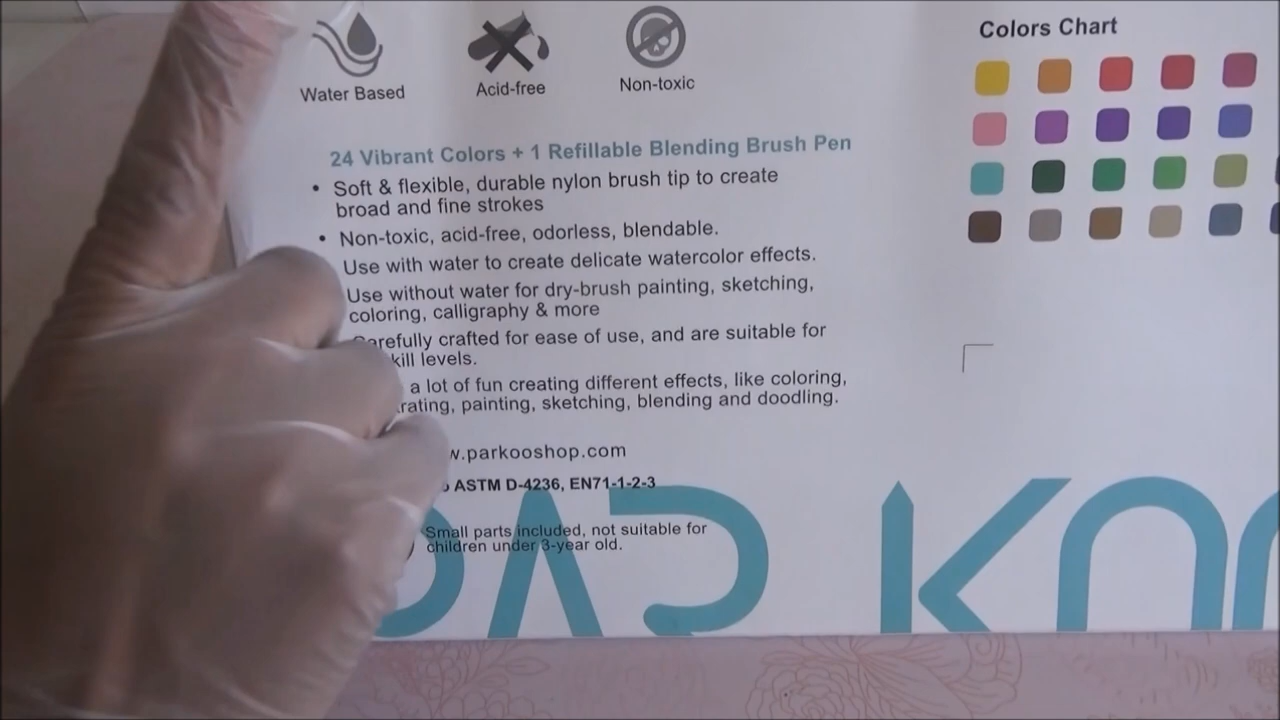 Water Based
Acid-free
Non-toxic
Colors Chart
24 Vibrant Colors + 1 Refillable Blending Brush Pen
• Soft & flexible, durable nylon brush tip to create
broad and fine strokes
• Non-toxic, acid-free, odorless, blendable.
Use with water to create delicate watercolor effects.
Use without water for dry-brush painting, sketching,
coloring, calligraphy & more
Carefully crafted for ease of use, and are suitable for
levels.
a lot of fun creating different effects, like coloring,
painting, sketching, blending and doodling.
.parkooshop.com
ASTM D-4236, EN71-1-2-3
Small parts included, not suitable for
children under 3-year old.